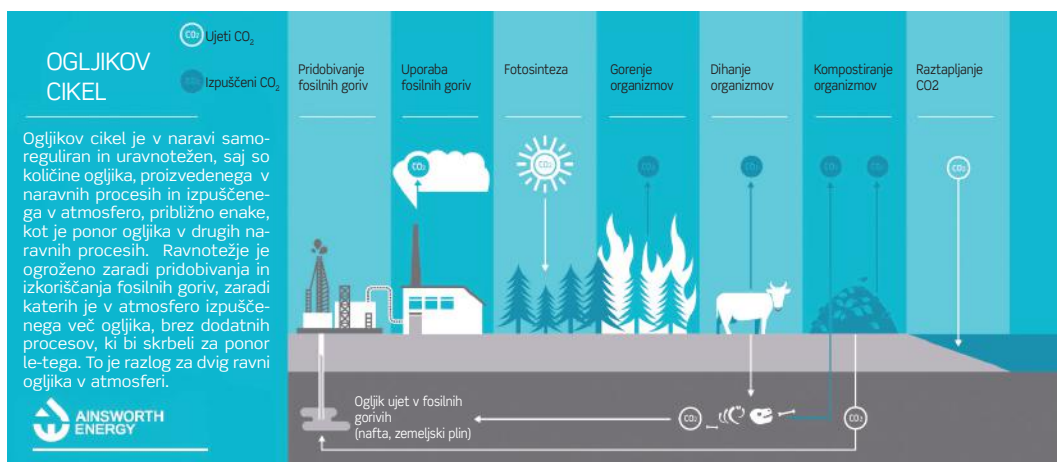 OGLJIKOV
CIKEL
CO₂ Ujeti CO₂
CO₂ Izpuščeni CO₂
Ogljikov cikel je v naravi samo-
reguliran in uravnotežen, saj so
količine ogljika, proizvedenega v
naravnih procesih in izpuščene-
ga v atmosfero, približno enake,
kot je ponor ogljika v drugih na-
ravnih procesih. Ravnotežje je
ogroženo zaradi pridobivanja in
izkoriščanja fosilnih goriv, zaradi
katerih je v atmosfero izpušče-
nega več ogljika, brez dodatnih
procesov, ki bi skrbeli za ponor
le-tega. To je razlog za dvig ravni
ogljika v atmosferi.
AINSWORTH
ENERGY
Pridobivanje
fosilnih goriv
Uporaba
fosilnih goriv
Fotosinteza
Gorenje
organizmov
Dihanje
organizmov
Kompostiranje
organizmov
Raztapljanje
CO2
CO₂
CO₂
CO₂
CO₂
CO₂
CO₂
CO₂
Ogljik ujet v fosilnih
gorivih
(nafta, zemeljski plin)
CO₂
CO₂